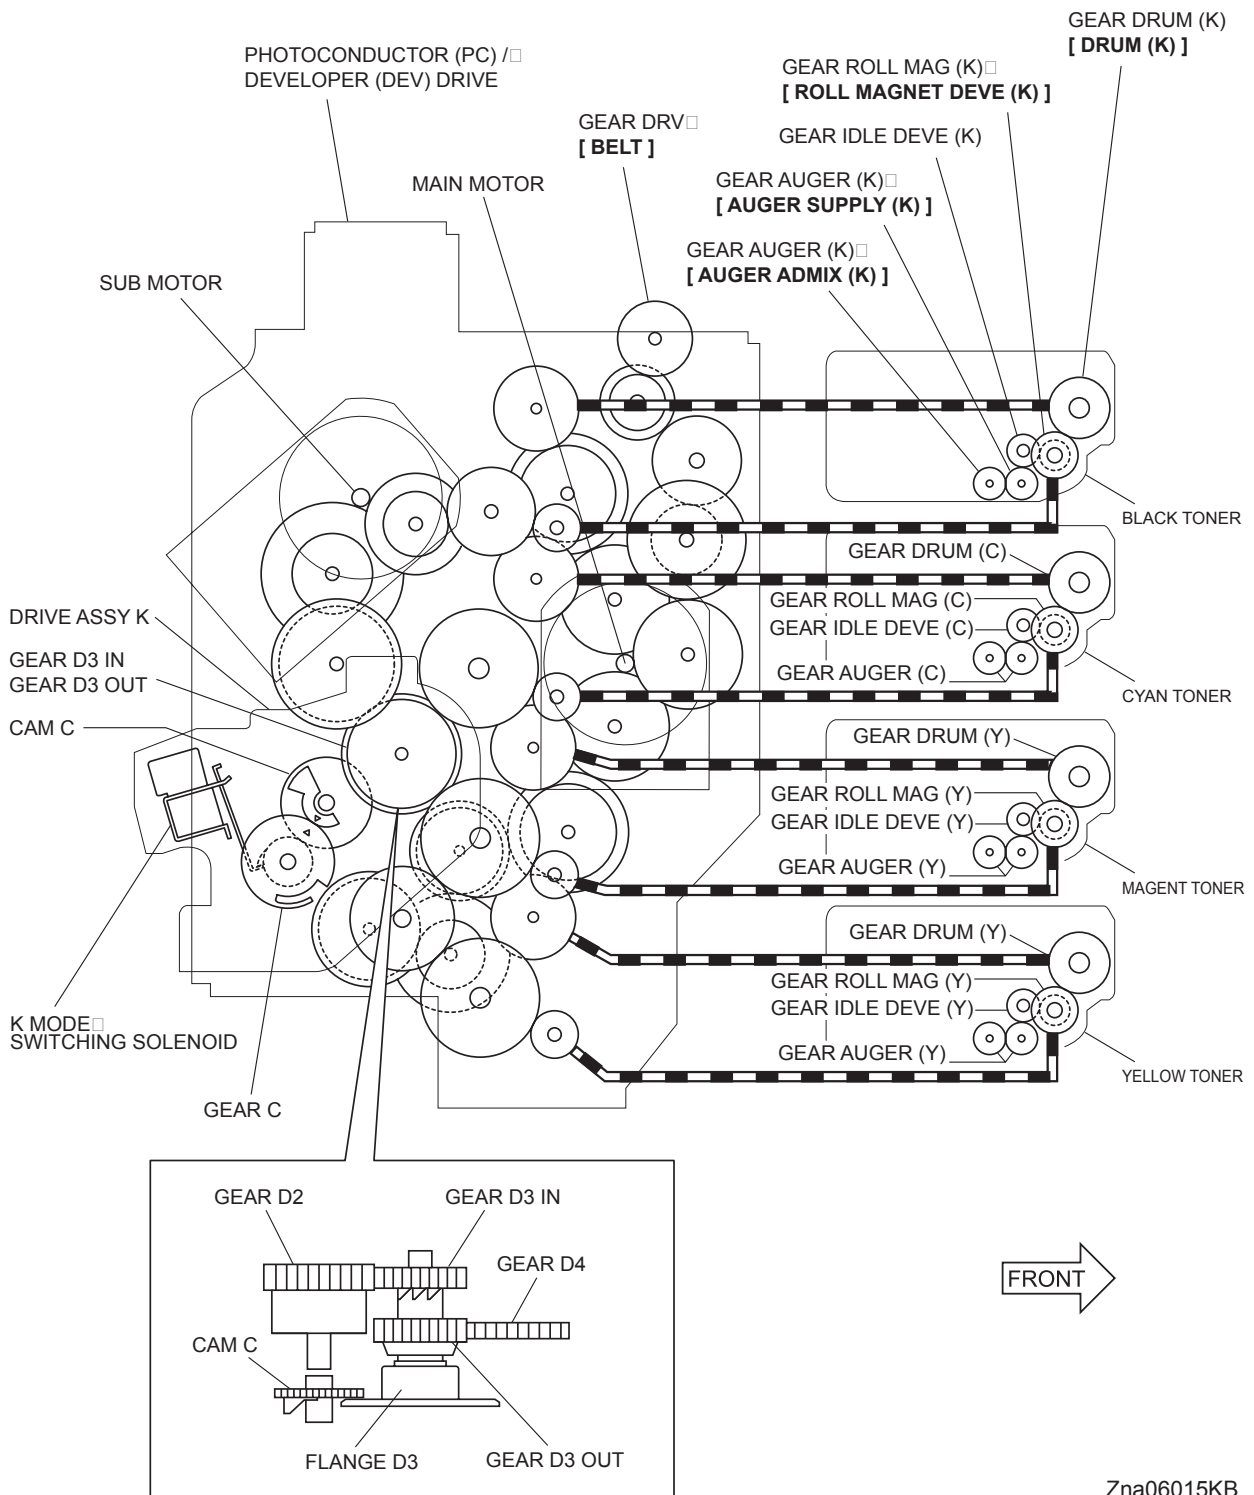 GEAR DRUM (K)
[ DRUM (K) ]
PHOTOCONDUCTOR (PC) /□
DEVELOPER (DEV) DRIVE
GEAR ROLL MAG (K)□
[ ROLL MAGNET DEVE (K) ]
GEAR DRV□
[ BELT ]
GEAR IDLE DEVE (K)
MAIN MOTOR
GEAR AUGER (K)□
[ AUGER SUPPLY (K) ]
GEAR AUGER (K)□
[ AUGER ADMIX (K) ]
SUB MOTOR
BLACK TONER
GEAR DRUM (C)
GEAR ROLL MAG (C)
GEAR IDLE DEVE (C)
GEAR AUGER (C)
CYAN TONER
DRIVE ASSY K
GEAR D3 IN
GEAR D3 OUT
CAM C
GEAR DRUM (Y)
GEAR ROLL MAG (Y)
GEAR IDLE DEVE (Y)
GEAR AUGER (Y)
MAGENT TONER
GEAR DRUM (Y)
GEAR ROLL MAG (Y)
GEAR IDLE DEVE (Y)
GEAR AUGER (Y)
YELLOW TONER
K MODE□
SWITCHING SOLENOID
GEAR C
GEAR D2
GEAR D3 IN
GEAR D4
CAM C
FLANGE D3
GEAR D3 OUT
FRONT
Zna06015KB